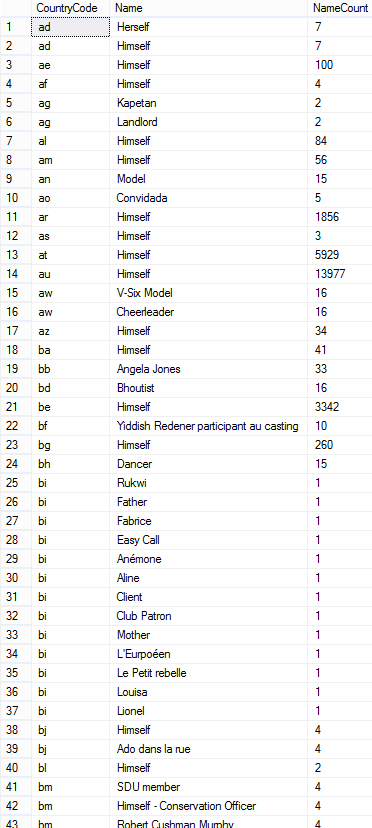 CountryCode Name NameCount
1 ad Herself 7
2 ad Himself 7
3 ae Himself 100
4 af Himself 4
5 ag Kapetan 2
6 ag Landlord 2
7 al Himself 84
8 am Himself 56
9 an Model 15
10 ao Convidada 5
11 ar Himself 1856
12 as Himself 3
13 at Himself 5929
14 au Himself 13977
15 aw V-Six Model 16
16 aw Cheerleader 16
17 az Himself 34
18 ba Himself 41
19 bb Angela Jones 33
20 bd Bhoutist 16
21 be Himself 3342
22 bf Yiddish Redener participant au casting 10
23 bg Himself 260
24 bh Dancer 15
25 bi Rukwi 1
26 bi Father 1
27 bi Fabrice 1
28 bi Easy Call 1
29 bi Anémone 1
30 bi Aline 1
31 bi Client 1
32 bi Club Patron 1
33 bi Mother 1
34 bi L'Eurpoéen 1
35 bi Le Petit rebelle 1
36 bi Louisa 1
37 bi Lionel 1
38 bj Himself 4
39 bj Ado dans la rue 4
40 bl Himself 2
41 bm SDU member 4
42 bm Himself - Conservation Officer 4
43 bm Robert Cushman Murphy 4